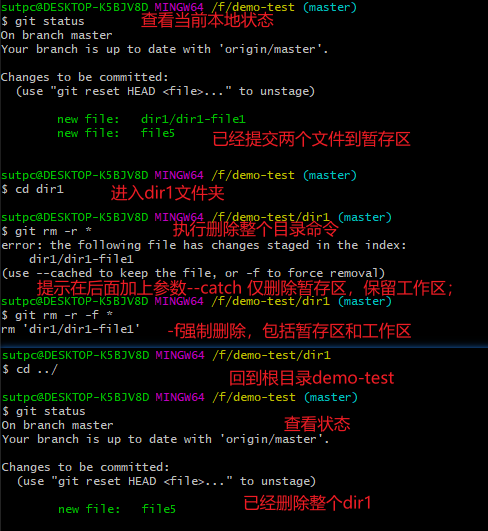 sutpc@DESKTOP-K5BJV8D MINGW64 /f/demo-test (master)
$ git status 查看当前本地状态
On branch master
Your branch is up to date with 'origin/master'.
Changes to be committed:
(use "git reset HEAD <file>..." to unstage)
new file: dir1/dir1-file1
new file: file5
已经提交两个文件到暂存区
sutpc@DESKTOP-K5BJV8D MINGW64 /f/demo-test (master)
$ cd dir1 进入dir1文件夹
sutpc@DESKTOP-K5BJV8D MINGW64 /f/demo-test/dir1 (master)
$ git rm -r * 执行删除整个目录命令
error: the following file has changes staged in the index:
dir1/dir1-file1
(use --cached to keep the file, or -f to force removal)
提示在后面加上参数--catch 仅删除暂存区，保留工作区；
sutpc@DESKTOP-K5BJV8D MINGW64 /f/demo-test/dir1 (master)
$ git rm -r -f *
rm 'dir1/dir1-file1' -f强制删除，包括暂存区和工作区
sutpc@DESKTOP-K5BJV8D MINGW64 /f/demo-test/dir1
$ cd ../ 回到根目录demo-test
sutpc@DESKTOP-K5BJV8D MINGW64 /f/demo-test (master)
$ git status 查看状态
On branch master
Your branch is up to date with 'origin/master'.
Changes to be committed:
(use "git reset HEAD <file>..." to unstage)
new file: file5 已经删除整个dir1